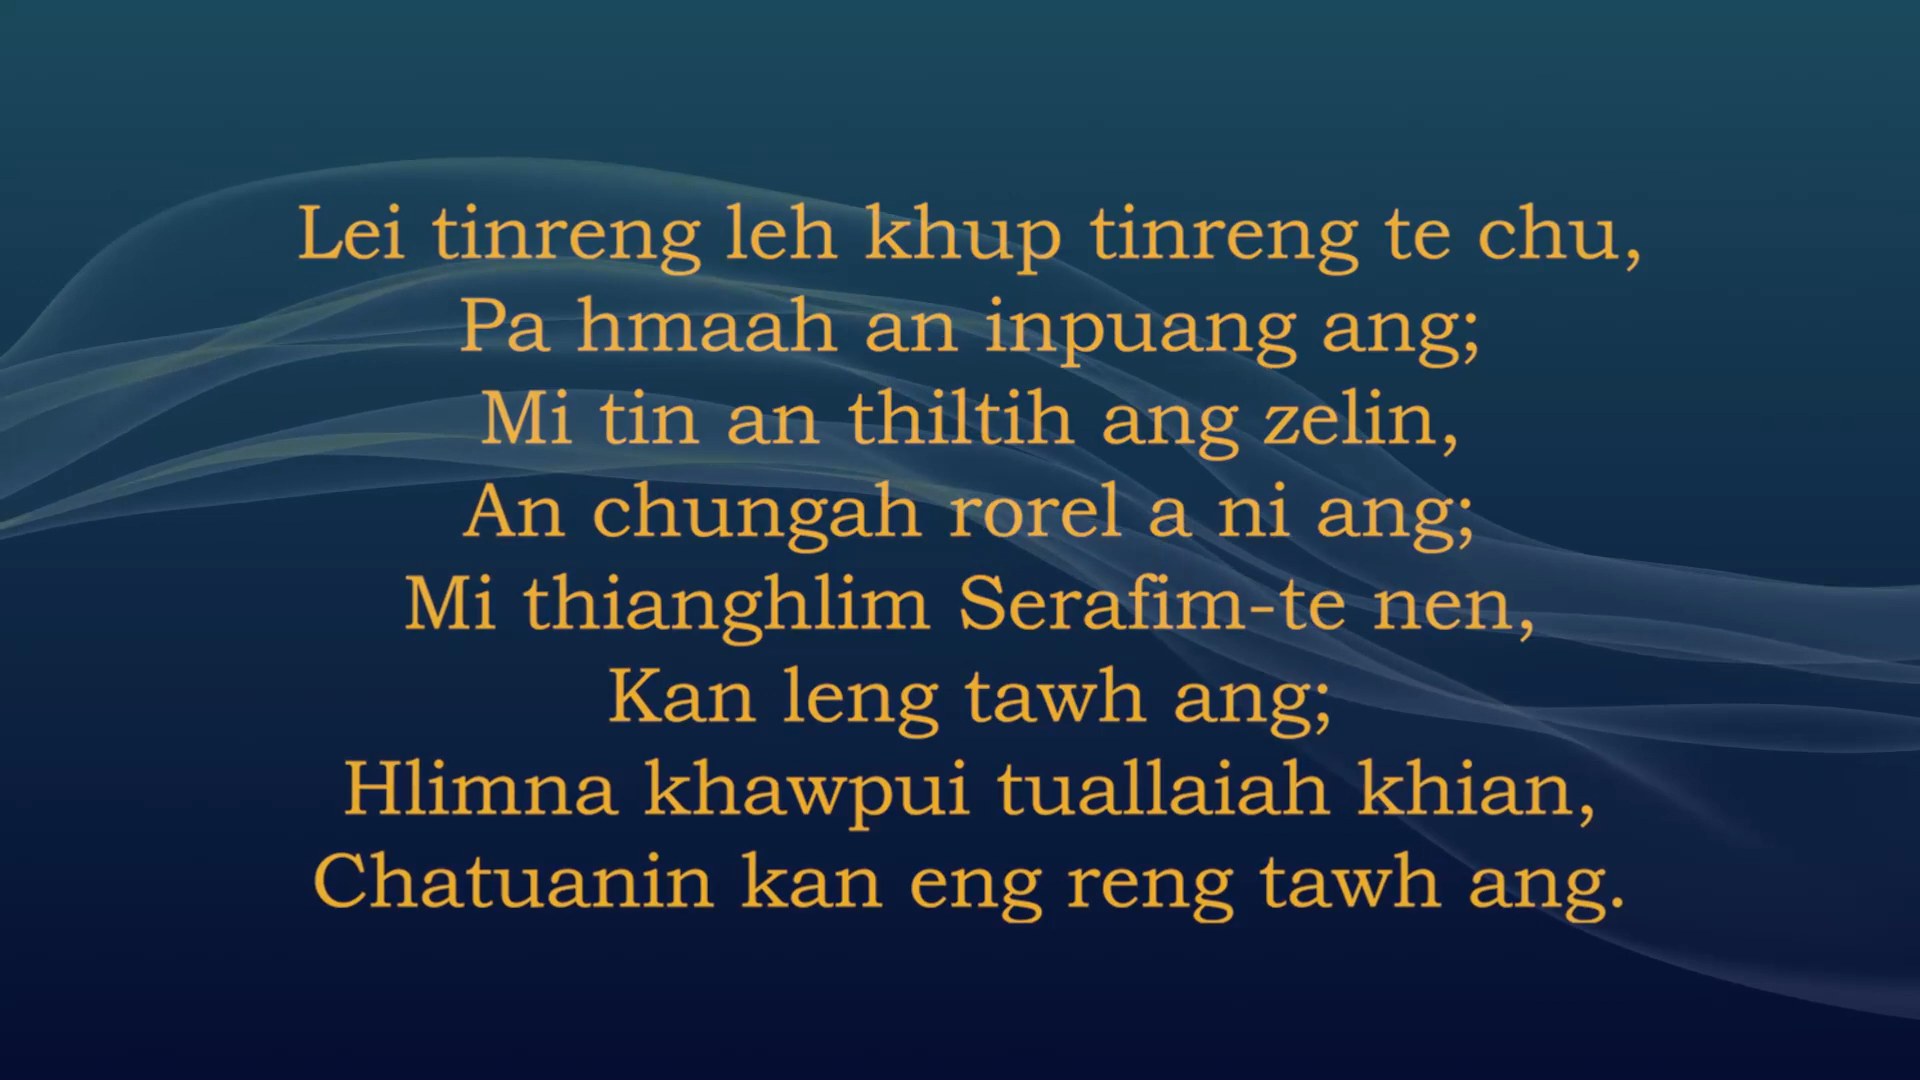 Lei tinreng leh khup tinreng te chu,
Pa hmaah an inpuang ang;
Mi tin an thiltih ang zelin,
An chungah rorel a ni ang;
Mi thianghlim Serafim-te nen,
Kan leng tawh ang;
Hlimna khawpui tuallaiah khian,
Chatuanin kan eng reng tawh ang.